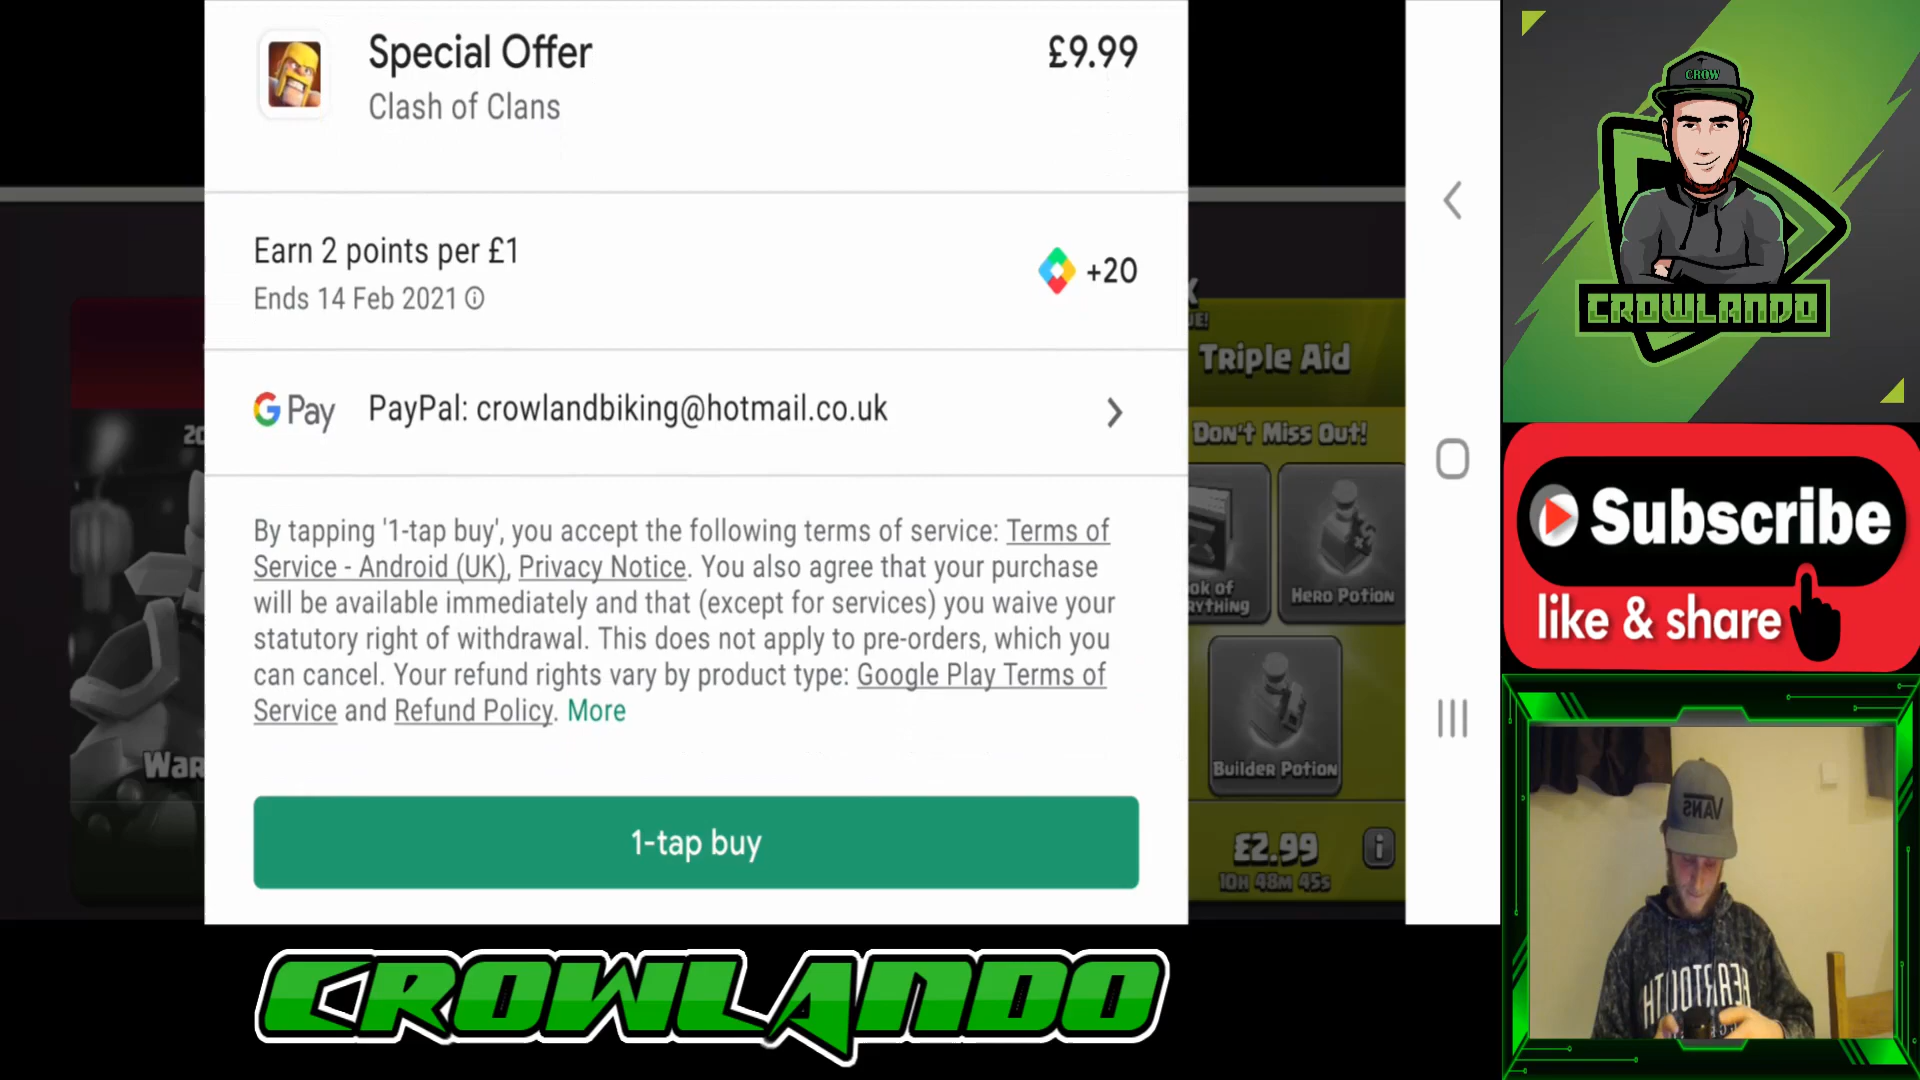 Special Offer
£9.99
Clash of Clans
Earn 2 points per £1
+20
Ends 14 Feb 2021
G Pay
PayPal: crowlandbiking@hotmail.co.uk
By tapping '1-tap buy', you accept the following terms of service: Terms of
Service - Android (UK), Privacy Notice. You also agree that your purchase
will be available immediately and that (except for services) you waive your
statutory right of withdrawal. This does not apply to pre-orders, which you
can cancel. Your refund rights vary by product type: Google Play Terms of
Service and Refund Policy. More
1-tap buy
Triple Aid
Don't Miss Out!
Hero Potion
Builder Potion
£2.99
10H 48M 45S
CROWLANDO
CROW
CROWLANDO
Subscribe
like & share
VANS